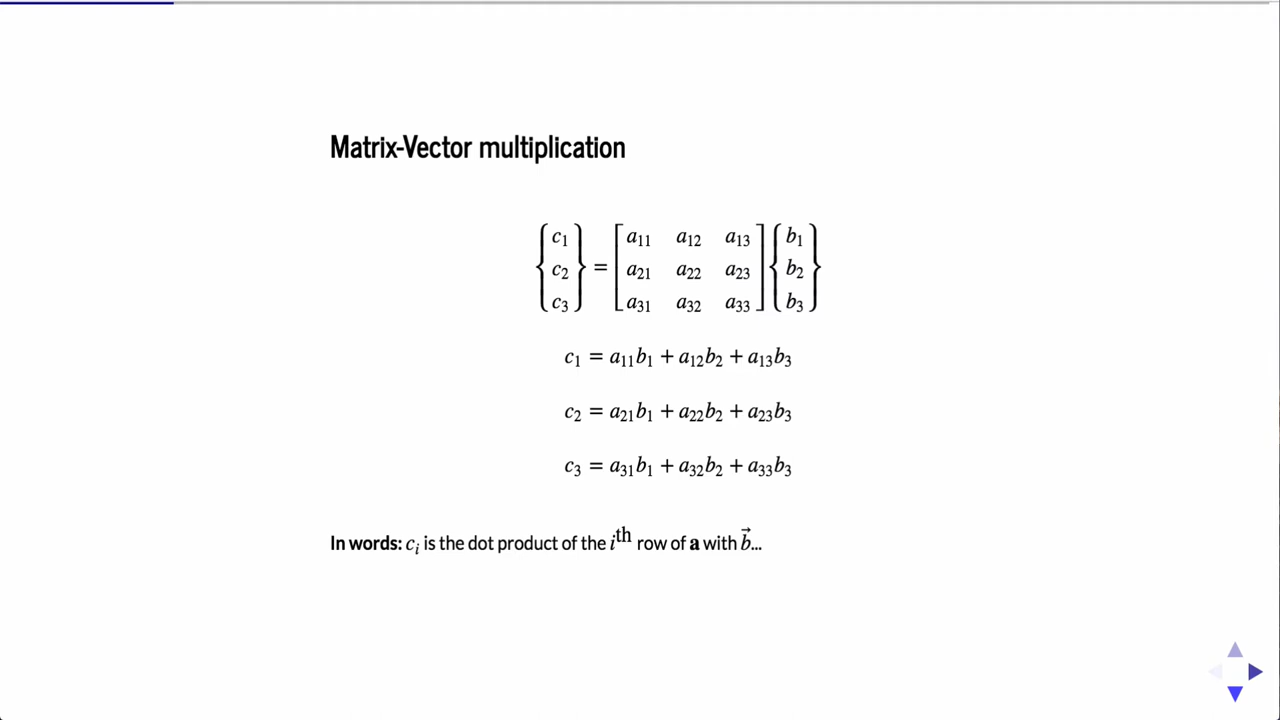 Matrix-Vector multiplication
{c₁ c₂ c₃} = [a₁₁ a₁₂ a₁₃ {b₁
a₂₁ a₂₂ a₂₃ b₂
a₃₁ a₃₂ a₃₃] b₃}
c₁ = a₁₁b₁ + a₁₂b₂ + a₁₃b₃
c₂ = a₂₁b₁ + a₂₂b₂ + a₂₃b₃
c₃ = a₃₁b₁ + a₃₂b₂ + a₃₃b₃
In words: cᵢ is the dot product of the iᵗʰ row of a with b⃗...